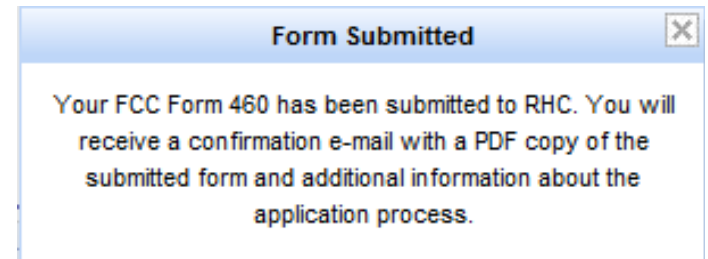 Form Submitted
Your FCC Form 460 has been submitted to RHC. You will
receive a confirmation e-mail with a PDF copy of the
submitted form and additional information about the
application process.